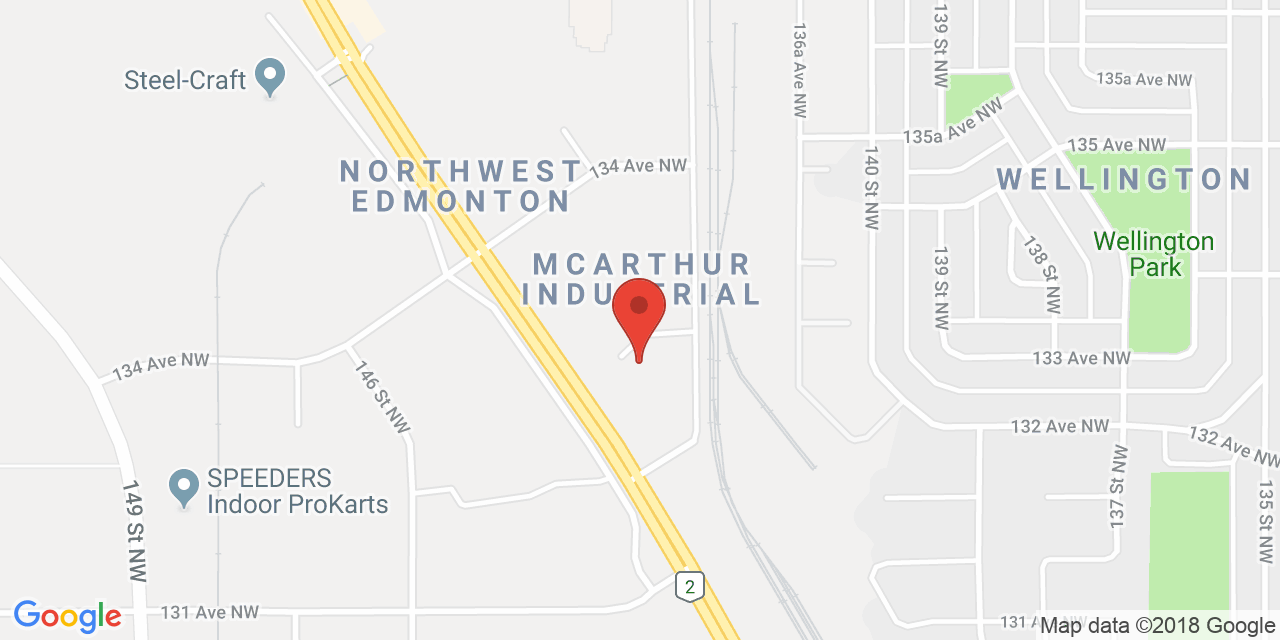 139 St NW
136a Ave NW
Steel-Craft
135a Ave NW
135a Ave NW
135 Ave NW
NORTHWEST
EDMONTON
134 Ave NW
140 St NW
WELLINGTON
Wellington
Park
MCARTHUR
INDUSTRIAL
138 St NW
139 St NW
134 Ave NW
146 St NW
133 Ave NW
132 Ave NW
132 Ave NW
SPEEDERS
Indoor ProKarts
149 St NW
137 St NW
135 St NW
2
Google
131 Ave NW
131 Ave NW
Map data ©2018 Google